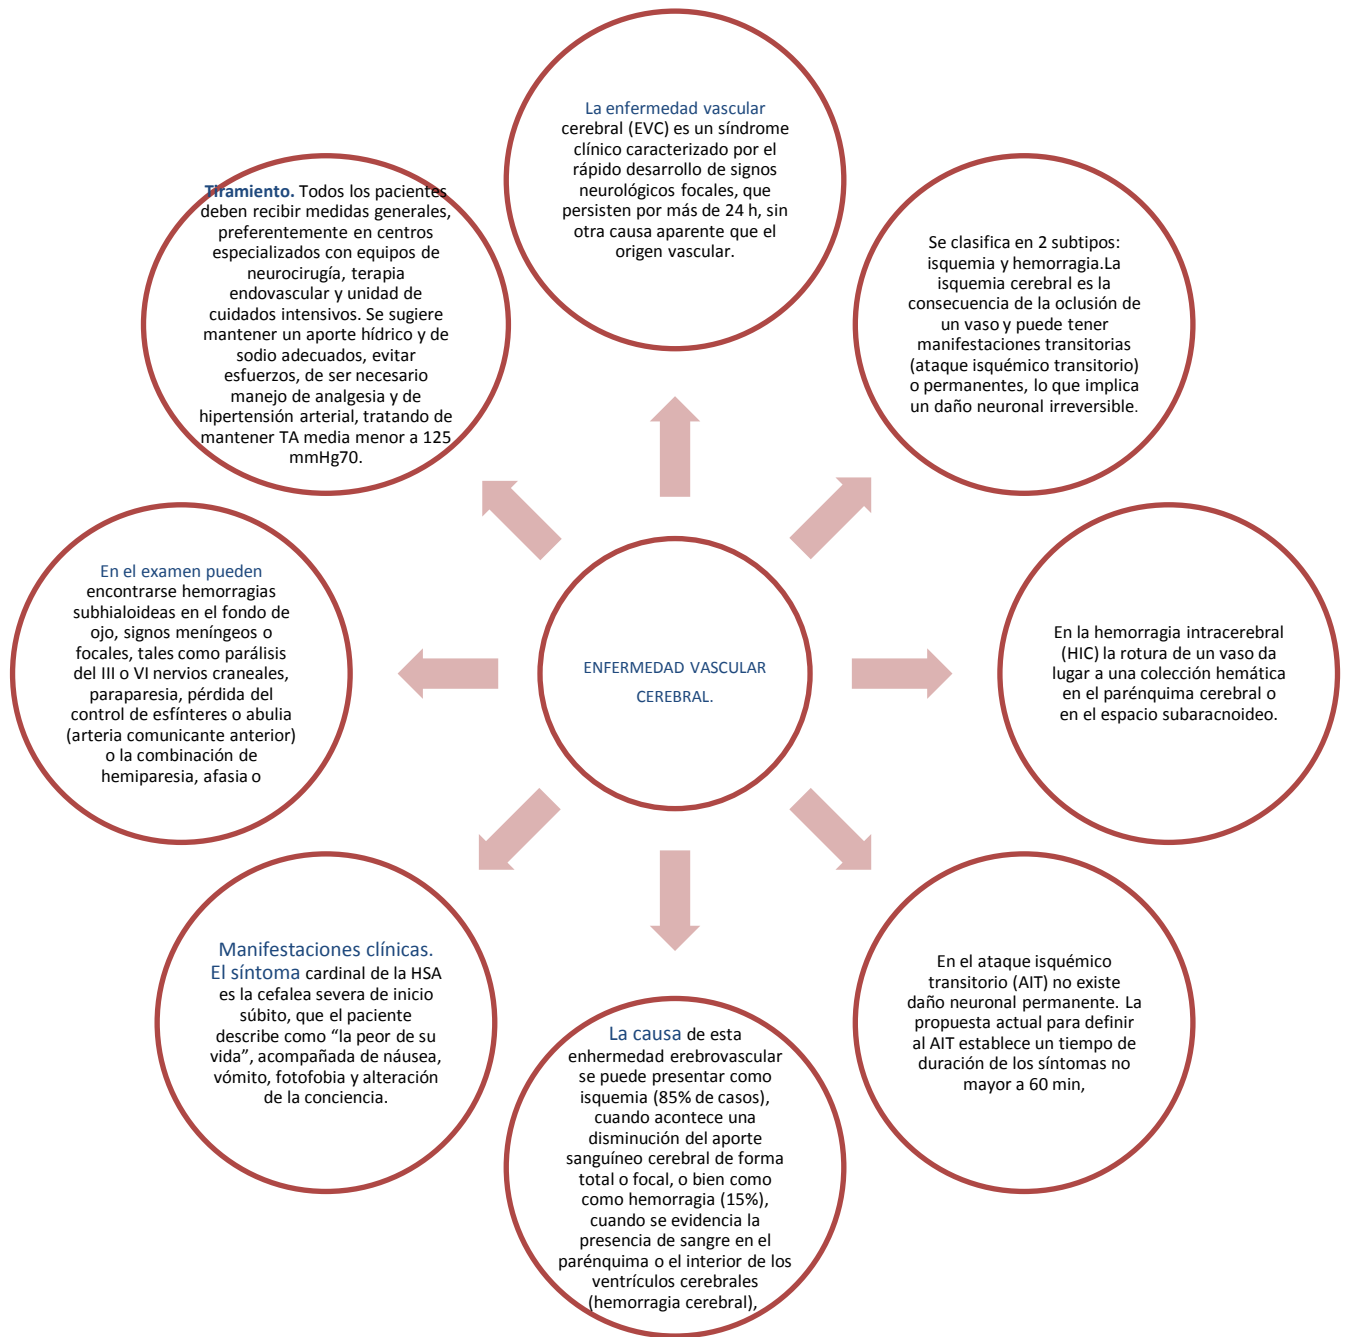 La enfermedad vascular
cerebral (EVC) es un síndrome
clínico caracterizado por el
rápido desarrollo de signos
neurológicos focales, que
persisten por más de 24 h, sin
otra causa aparente que el
origen vascular.
Se clasifica en 2 subtipos:
isquemia y hemorragia.La
isquemia cerebral es la
consecuencia de la oclusión de
un vaso y puede tener
manifestaciones transitorias
(ataque isquémico transitorio)
o permanentes, lo que implica
un daño neuronal irreversible.
En la hemorragia intracerebral
(HIC) la rotura de un vaso da
lugar a una colección hemática
en el parénquima cerebral o
en el espacio subaracnoideo.
En el ataque isquémico
transitorio (AIT) no existe
daño neuronal permanente. La
propuesta actual para definir
al AIT establece un tiempo de
duración de los síntomas no
mayor a 60 min,
La causa de esta
enhermedad erebrovascular
se puede presentar como
isquemia (85% de casos),
cuando acontece una
disminución del aporte
sanguíneo cerebral de forma
total o focal, o bien como
como hemorragia (15%),
cuando se evidencia la
presencia de sangre en el
parénquima o el interior de los
ventrículos cerebrales
(hemorragia cerebral),
Manifestaciones clínicas.
El síntoma cardinal de la HSA
es la cefalea severa de inicio
súbito, que el paciente
describe como “la peor de su
vida”, acompañada de náusea,
vómito, fotofobia y alteración
de la conciencia.
En el examen pueden
encontrarse hemorragias
subhialoideas en el fondo de
ojo, signos meníngeos o
focales, tales como parálisis
del III o VI nervios craneales,
paraparesia, pérdida del
control de esfínteres o abulia
(arteria comunicante anterior)
o la combinación de
hemiparesia, afasia o
Tiramiento. Todos los pacientes
deben recibir medidas generales,
preferentemente en centros
especializados con equipos de
neurocirugía, terapia
endovascular y unidad de
cuidados intensivos. Se sugiere
mantener un aporte hídrico y de
sodio adecuados, evitar
esfuerzos, de ser necesario
manejo de analgesia y de
hipertensión arterial, tratando de
mantener TA media menor a 125
mmHg70.
ENFERMEDAD VASCULAR
CEREBRAL.